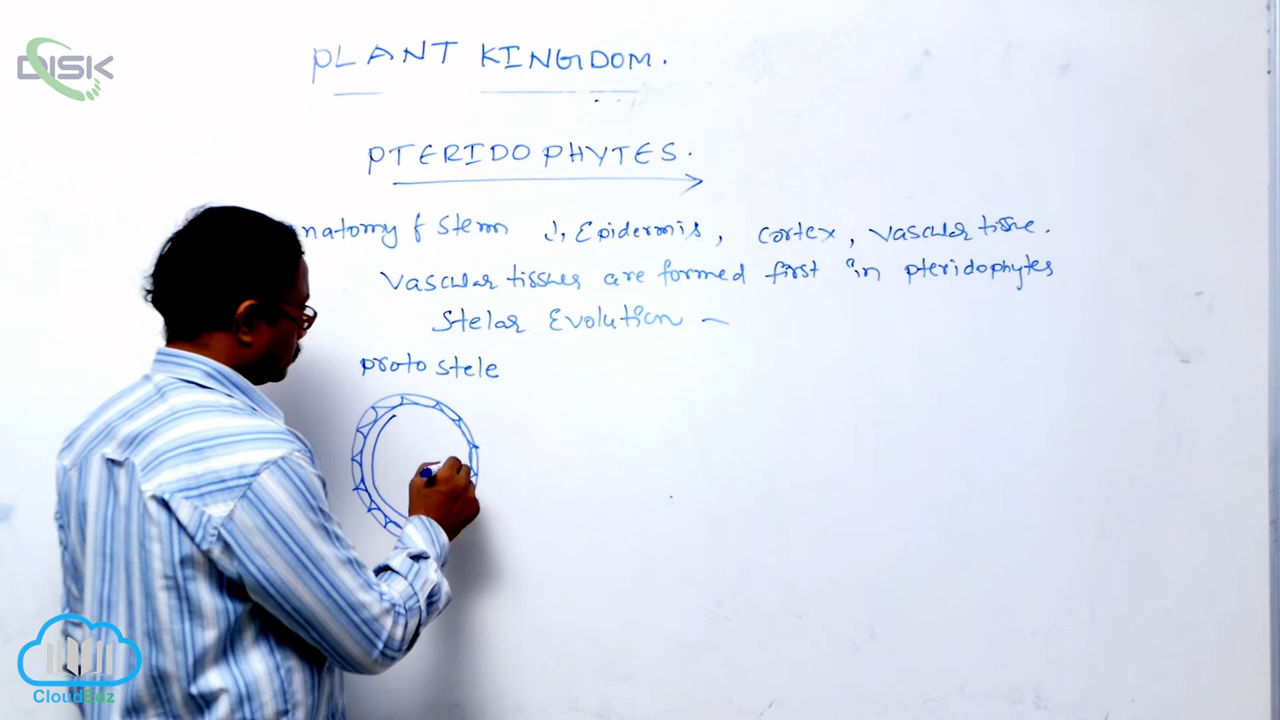 DISK
PLANT KINGDOM.
PTERIDOPHYTES.
natomy of stem Epidermis, cortex, vascular tissue.
Vascular tissues are formed first in pteridophytes
Stelar Evolution –
proto stele
CloudEdz